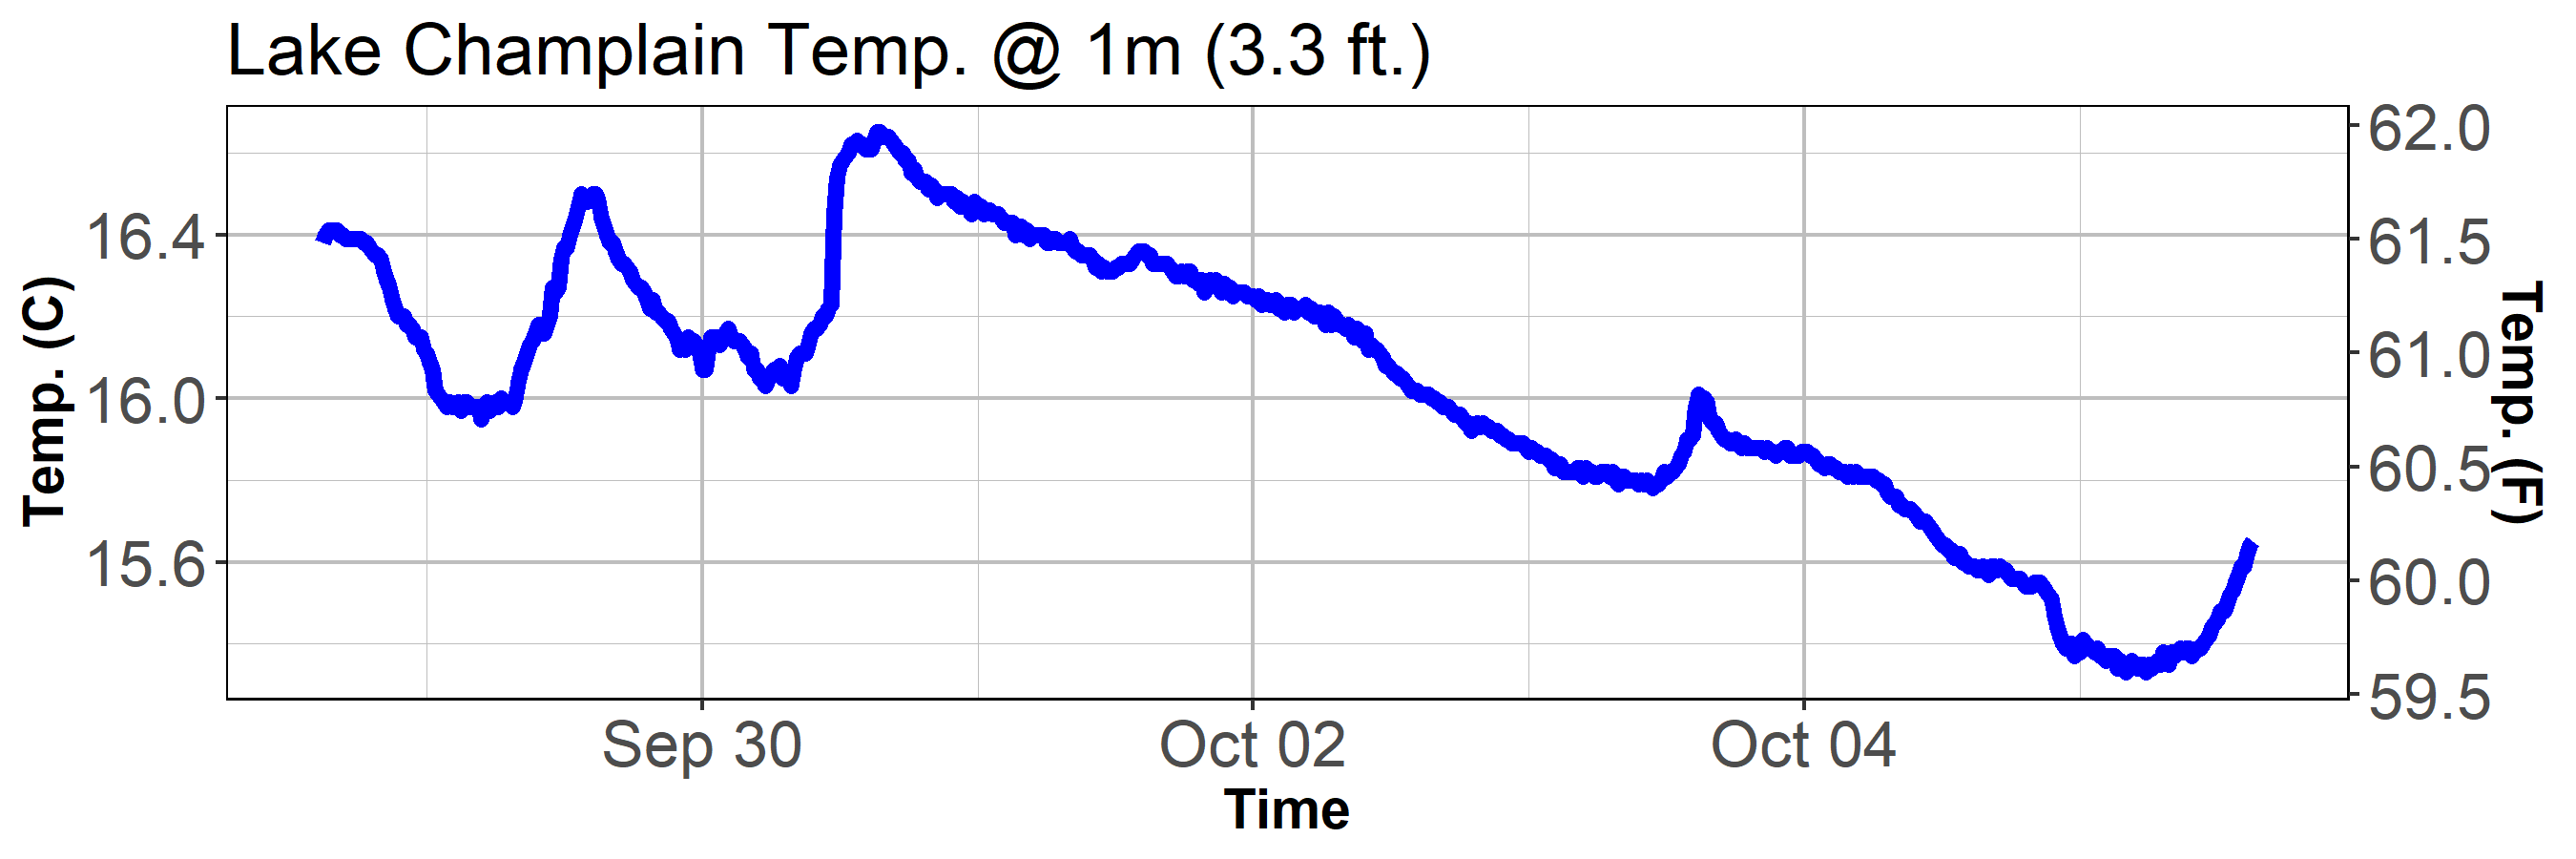 Lake Champlain Temp. @ 1m (3.3 ft.)
Temp. (C)
16.4
16.0
15.6
62.0
61.5
61.0
60.5
60.0
59.5
Temp. (F)
Sep 30
Oct 02
Oct 04
Time